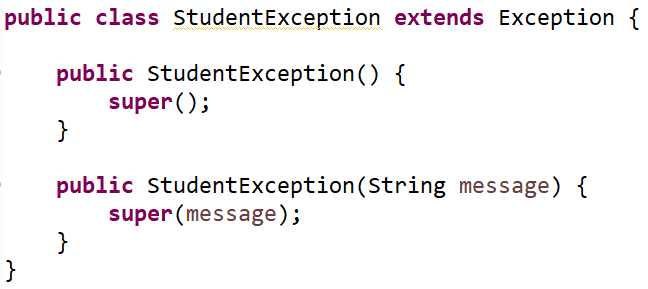 public class StudentException extends Exception {
public StudentException() {
super();
}
public StudentException(String message) {
super(message);
}
}